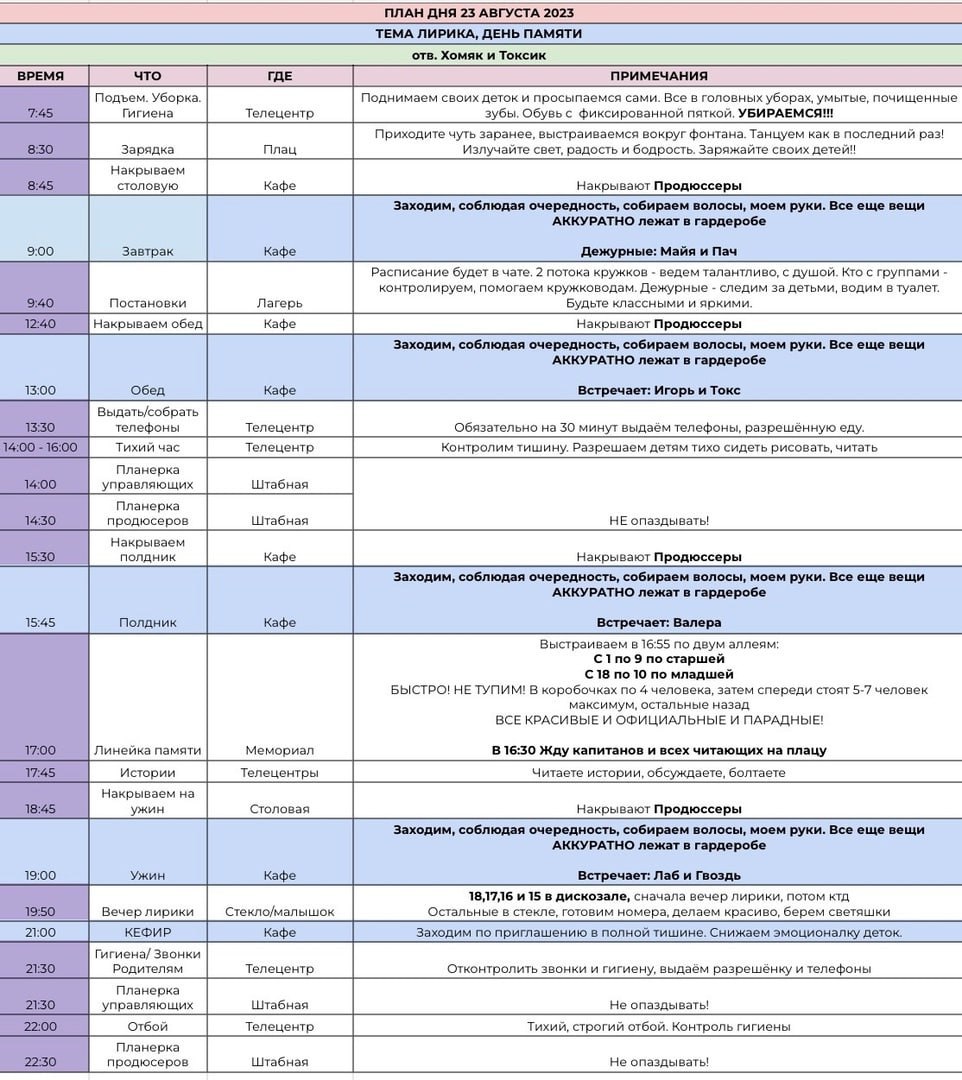 ПЛАН ДНЯ 23 АВГУСТА 2023
ТЕМА ЛИРИКА, ДЕНЬ ПАМЯТИ
отв. Хомяк и Токсик
ВРЕМЯ ЧТО ГДЕ ПРИМЕЧАНИЯ
Подъем. Уборка. Поднимаем своих деток и просыпаемся сами. Все в головных уборах, умытые, почищенные
7:45 Гигиена Телецентр зубы. Обувь с фиксированной пяткой. УБИРАЕМСЯ!!!
Приходите чуть заранее, выстраиваемся вокруг фонтана. Танцуем как в последний раз!
8:30 Зарядка Плац Излучайте свет, радость и бодрость. Заряжайте своих детей!!
Накрываем
8:45 столовую Кафе Накрывают Продюссеры
Заходим, соблюдая очередность, собираем волосы, моем руки. Все еще вещи
АККУРАТНО лежат в гардеробе
9:00 Завтрак Кафе Дежурные: Майя и Пач
Расписание будет в чате. 2 потока кружков - ведем талантливо, с душой. Кто с группами -
контролируем, помогаем кружководам. Дежурные - следим за детьми, водим в туалет.
9:40 Постановки Лагерь Будьте классными и яркими.
12:40 Накрываем обед Кафе Накрывают Продюссеры
Заходим, соблюдая очередность, собираем волосы, моем руки. Все еще вещи
АККУРАТНО лежат в гардеробе
13:00 Обед Кафе Встречает: Игорь и Токс
Выдать/собрать
13:30 телефоны Телецентр Обязательно на 30 минут выдаём телефоны, разрешённую еду.
14:00 - 16:00 Тихий час Телецентр Контролим тишину. Разрешаем детям тихо сидеть рисовать, читать
Планерка
14:00 управляющих Штабная
Планерка
14:30 продюсеров Штабная НЕ опаздывать!
Накрываем
15:30 полдник Кафе Накрывают Продюссеры
Заходим, соблюдая очередность, собираем волосы, моем руки. Все еще вещи
АККУРАТНО лежат в гардеробе
15:45 Полдник Кафе Встречает: Валера
Выстраиваем в 16:55 по двум аллеям:
С 1 по 9 по старшей
С 18 по 10 по младшей
БЫСТРО! НЕ ТУПИМ! В коробочках по 4 человека, затем спереди стоят 5-7 человек
максимум, остальные назад
ВСЕ КРАСИВЫЕ И ОФИЦИАЛЬНЫЕ И ПАРАДНЫЕ!
17:00 Линейка памяти Мемориал В 16:30 Жду капитанов и всех читающих на плацу
17:45 Истории Телецентры Читаете истории, обсуждаете, болтаете
Накрываем на
18:45 ужин Столовая Накрывают Продюссеры
Заходим, соблюдая очередность, собираем волосы, моем руки. Все еще вещи
АККУРАТНО лежат в гардеробе
19:00 Ужин Кафе Встречает: Лаб и Гвоздь
18,17,16 и 15 в дискозале, сначала вечер лирики, потом ктд
19:50 Вечер лирики Стекло/малышок Остальные в стекле, готовим номера, делаем красиво, берем светяшки
21:00 КЕФИР Кафе Заходим по приглашению в полной тишине. Снижаем эмоционалку деток.
Гигиена/ Звонки
21:30 Родителям Телецентр Отконтролить звонки и гигиену, выдаём разрешёнку и телефоны
Планерка
21:30 управляющих Штабная Не опаздывать!
22:00 Отбой Телецентр Тихий, строгий отбой. Контроль гигиены
Планерка
22:30 продюсеров Штабная Не опаздывать!